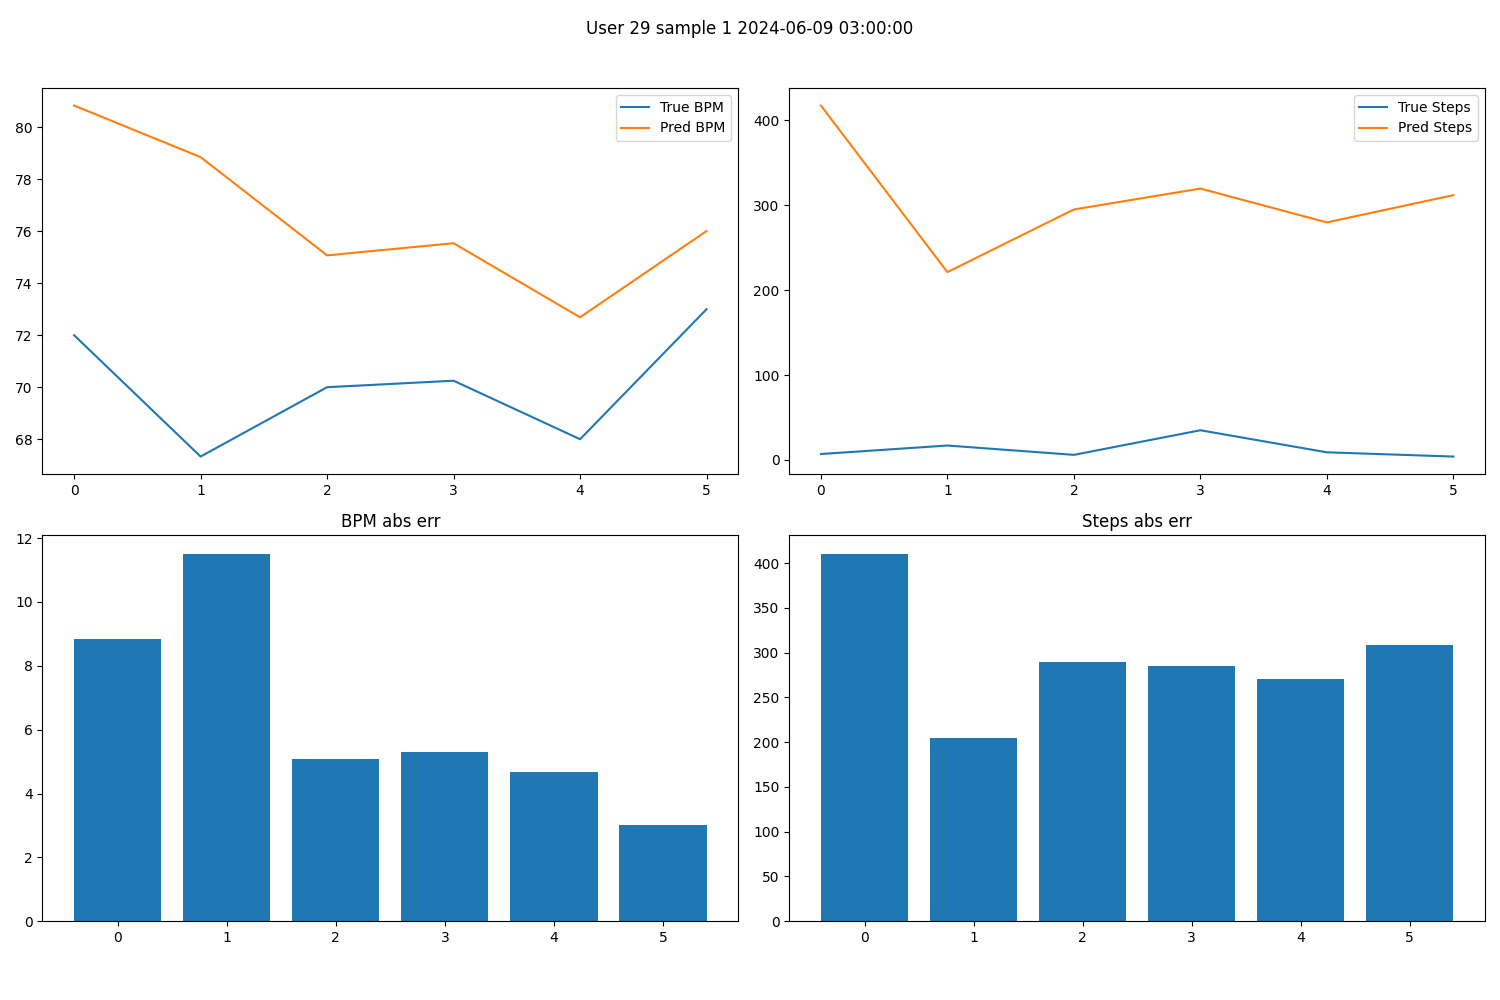 User 29 sample 1 2024-06-09 03:00:00
True BPM
Pred BPM
80
78
76
74
72
70
68
0 1 2 3 4 5
True Steps
Pred Steps
400
300
200
100
0
0 1 2 3 4 5
BPM abs err
12
10
8
6
4
2
0
0 1 2 3 4 5
Steps abs err
400
350
300
250
200
150
100
50
0
0 1 2 3 4 5